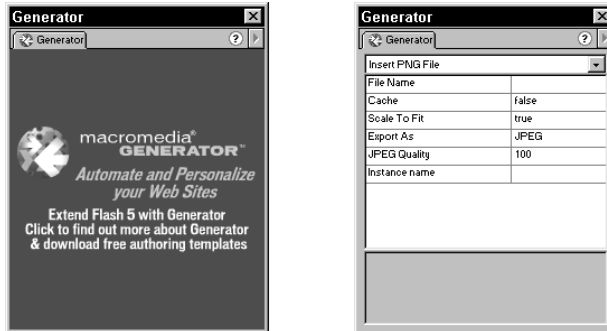 Generator
Generator
?
macromedia®
GENERATOR™
Automate and Personalize
your Web Sites
Extend Flash 5 with Generator
Click to find out more about Generator
& download free authoring templates
Generator
Generator
?
Insert PNG File
File Name
Cache false
Scale To Fit true
Export As JPEG
JPEG Quality 100
Instance name